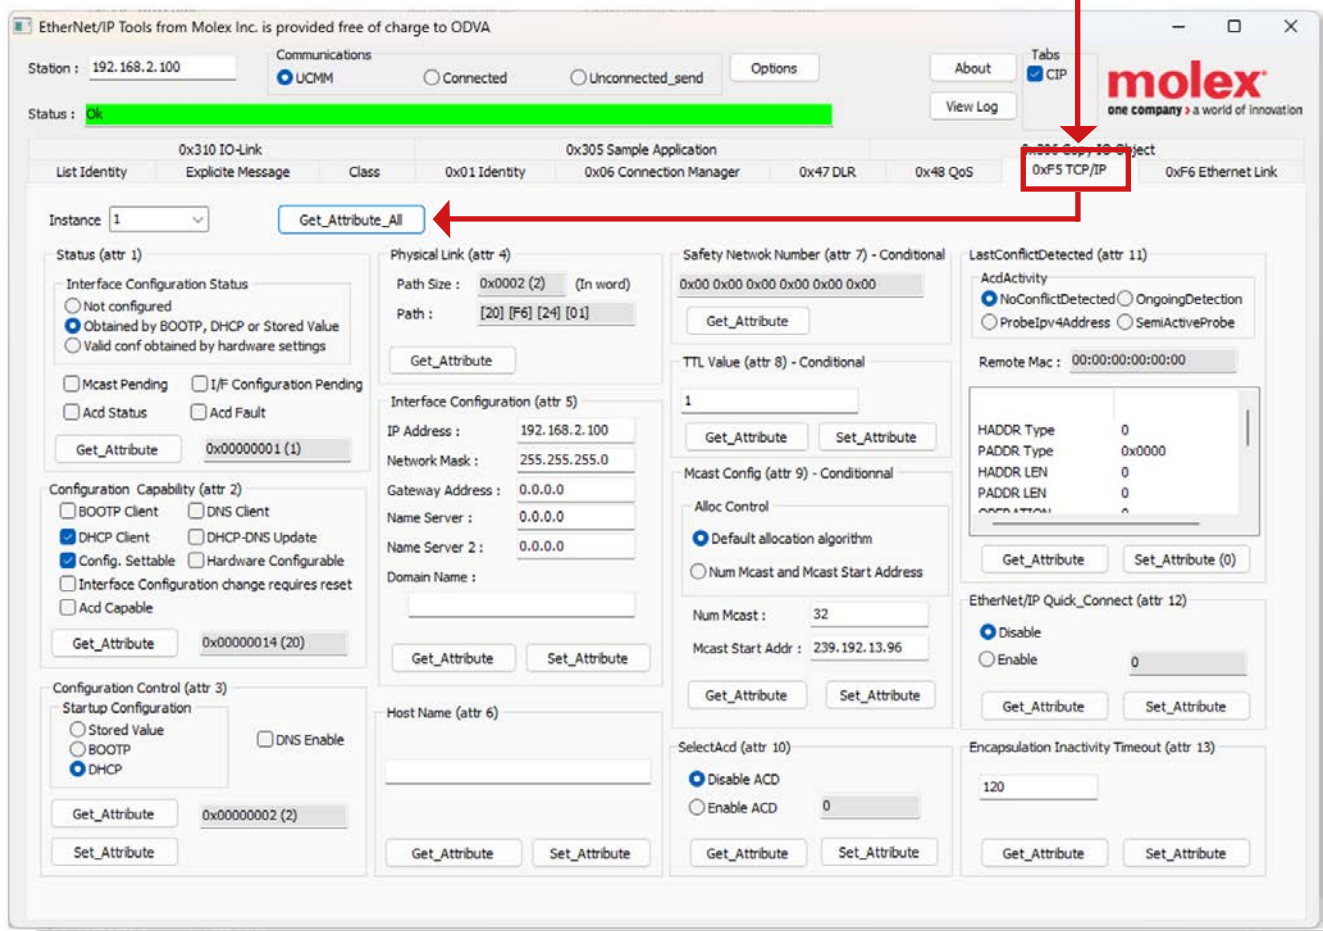 EtherNet/IP Tools from Molex Inc. is provided free of charge to ODVA
Station : 192.168.2.100
Communications
UCMM Connected Unconnected_send
Options
About
View Log
Tabs
CIP
molex
one company > a world of innovation
Status : Ok
0x310 IO-Link 0x305 Sample Application 0x306 Copy IO Object
List Identity Explicite Message Class 0x01 Identity 0x06 Connection Manager 0x47 DLR 0x48 QoS 0xF5 TCP/IP 0xF6 Ethernet Link
Instance 1 Get_Attribute_All
Status (attr 1)
Interface Configuration Status
Not configured
Obtained by BOOTP, DHCP or Stored Value
Valid conf obtained by hardware settings
Mcast Pending I/F Configuration Pending
Acd Status Acd Fault
Get_Attribute 0x00000001 (1)
Configuration Capability (attr 2)
BOOTP Client DNS Client
DHCP Client DHCP-DNS Update
Config. Settable Hardware Configurable
Interface Configuration change requires reset
Acd Capable
Get_Attribute 0x00000014 (20)
Configuration Control (attr 3)
Startup Configuration
Stored Value
BOOTP
DHCP
DNS Enable
Get_Attribute 0x00000002 (2)
Set_Attribute
Physical Link (attr 4)
Path Size : 0x0002 (2) (In word)
Path : [20] [F6] [24] [01]
Get_Attribute
Interface Configuration (attr 5)
IP Address : 192.168.2.100
Network Mask : 255.255.255.0
Gateway Address : 0.0.0.0
Name Server : 0.0.0.0
Name Server 2 : 0.0.0.0
Domain Name :
Get_Attribute Set_Attribute
Host Name (attr 6)
Get_Attribute Set_Attribute
Safety Netwok Number (attr 7) - Conditional
0x00 0x00 0x00 0x00 0x00 0x00
Get_Attribute
TTL Value (attr 8) - Conditional
1
Get_Attribute Set_Attribute
Mcast Config (attr 9) - Conditionnal
Alloc Control
Default allocation algorithm
Num Mcast and Mcast Start Address
Num Mcast : 32
Mcast Start Addr : 239.192.13.96
Get_Attribute Set_Attribute
SelectAcd (attr 10)
Disable ACD
Enable ACD 0
Get_Attribute Set_Attribute
LastConflictDetected (attr 11)
AcdActivity
NoConflictDetected OngoingDetection
ProbeIpv4Address SemiActiveProbe
Remote Mac : 00:00:00:00:00:00
HADDR Type 0
PADDR Type 0x0000
HADDR LEN 0
PADDR LEN 0
OPERATION 0
Get_Attribute Set_Attribute (0)
EtherNet/IP Quick_Connect (attr 12)
Disable
Enable 0
Get_Attribute Set_Attribute
Encapsulation Inactivity Timeout (attr 13)
120
Get_Attribute Set_Attribute